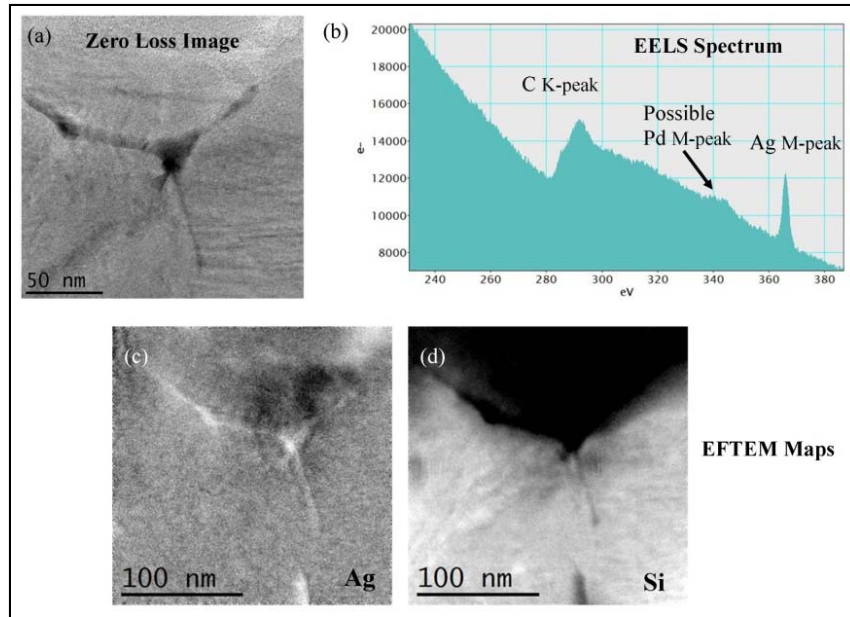 (a)
Zero Loss Image
50 nm
(b)
EELS Spectrum
C K-peak
Possible
Pd M-peak
Ag M-peak
20000
18000
16000
14000
12000
10000
8000
e-
240
260
280
300
320
340
360
380
eV
(c)
100 nm
Ag
(d)
100 nm
Si
EFTEM Maps